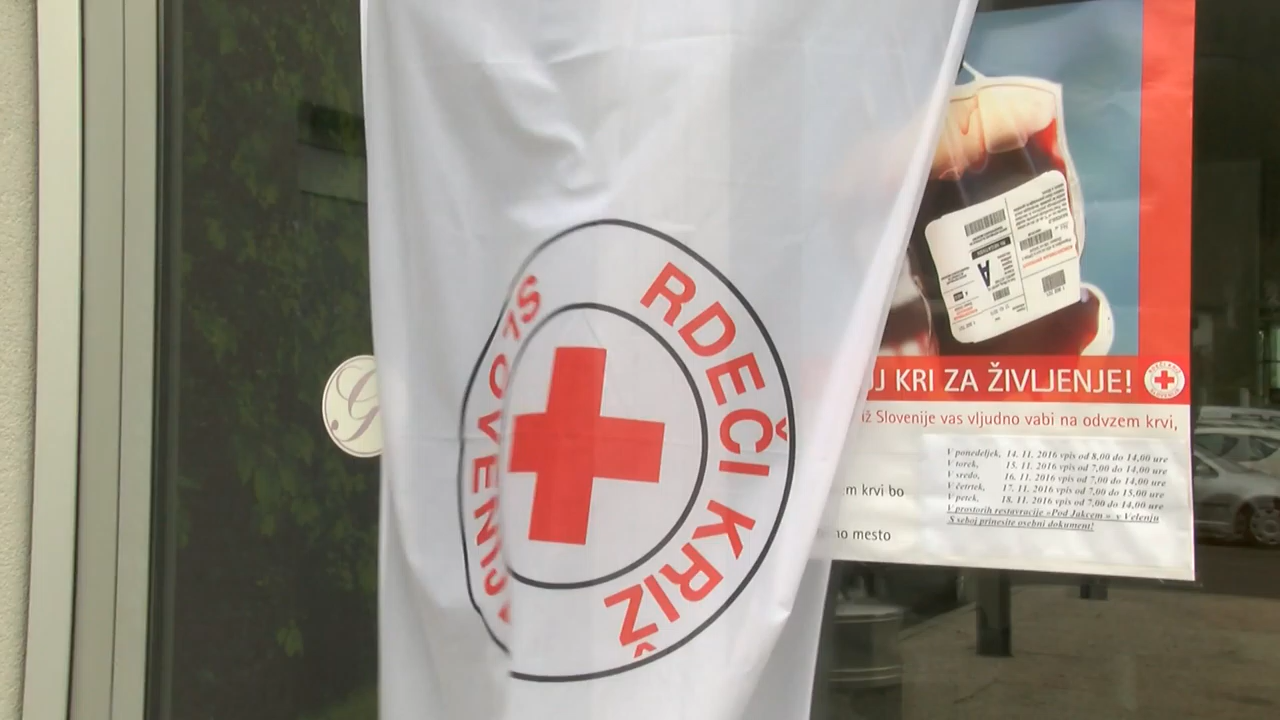 RDEČI KRIŽ
SLOVENIJE
A
J KRI ZA ŽIVLJENJE!
iž Slovenije vas vljudno vabi na odvzem krvi,
V ponedeljek, 14. 11. 2016 vpis od 8,00 do 14,00 ure
V torek, 15. 11. 2016 vpis od 7,00 do 14,00 ure
V sredo, 16. 11. 2016 vpis od 7,00 do 14,00 ure
V četrtek, 17. 11. 2016 vpis od 7,00 do 15,00 ure
V petek, 18. 11. 2016 vpis od 7,00 do 14,00 ure
V prostorih restavracije »Pod Jakcem « v Velenju
S seboj prinesite osebni dokument!
m krvi bo
no mesto
G